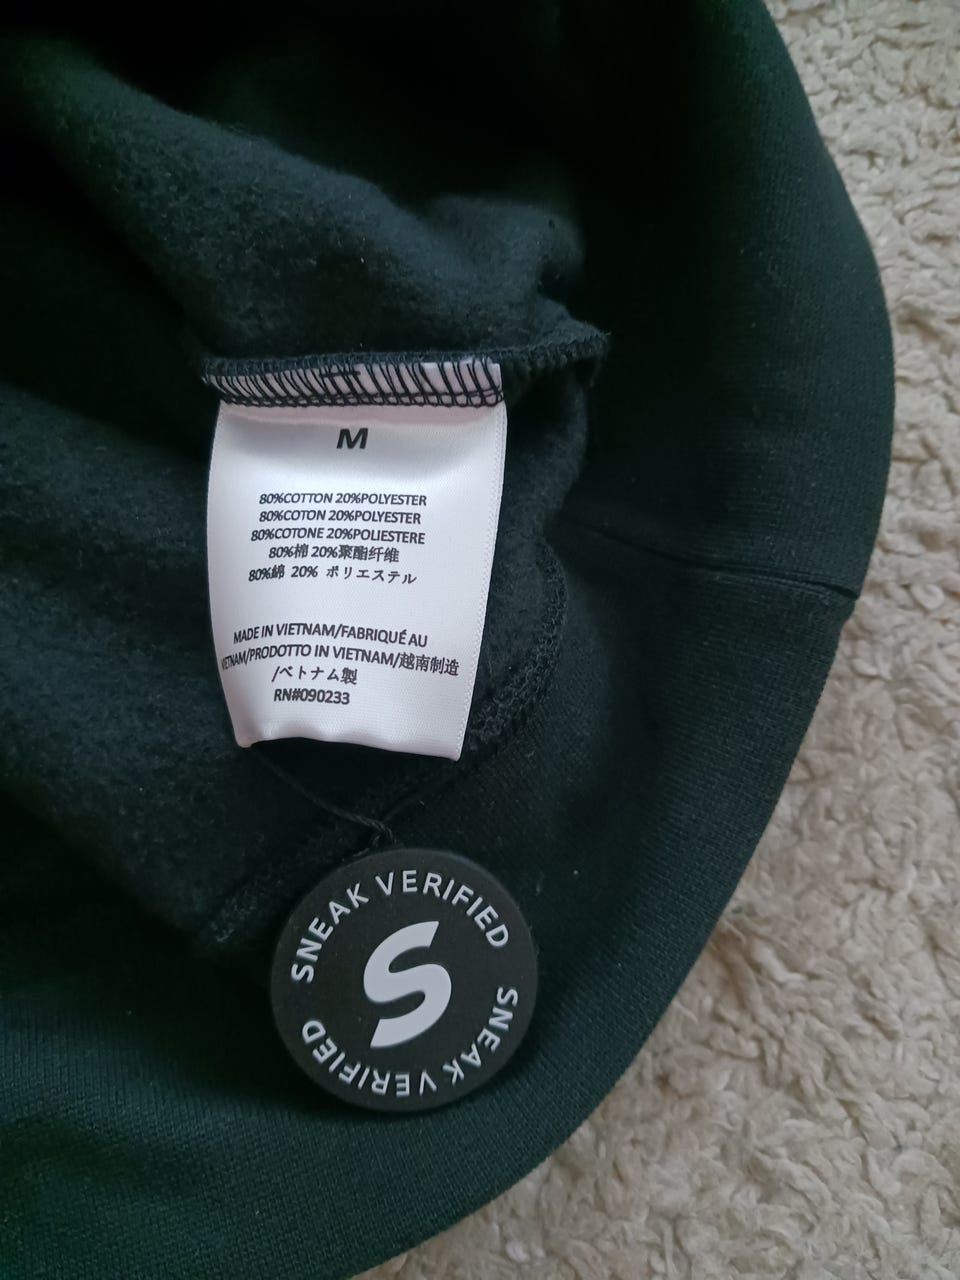 M
80%COTTON 20%POLYESTER
80%COTON 20%POLYESTER
80%COTONE 20%POLIESTERE
80%棉 20%聚酯纤维
80%綿 20% ポリエステル
MADE IN VIETNAM/FABRIQUÉ AU
VIETNAM/PRODOTTO IN VIETNAM/越南制造
/ベトナム製
RN#090233
SNEAK VERIFIED
S
SNEAK VERIFIED